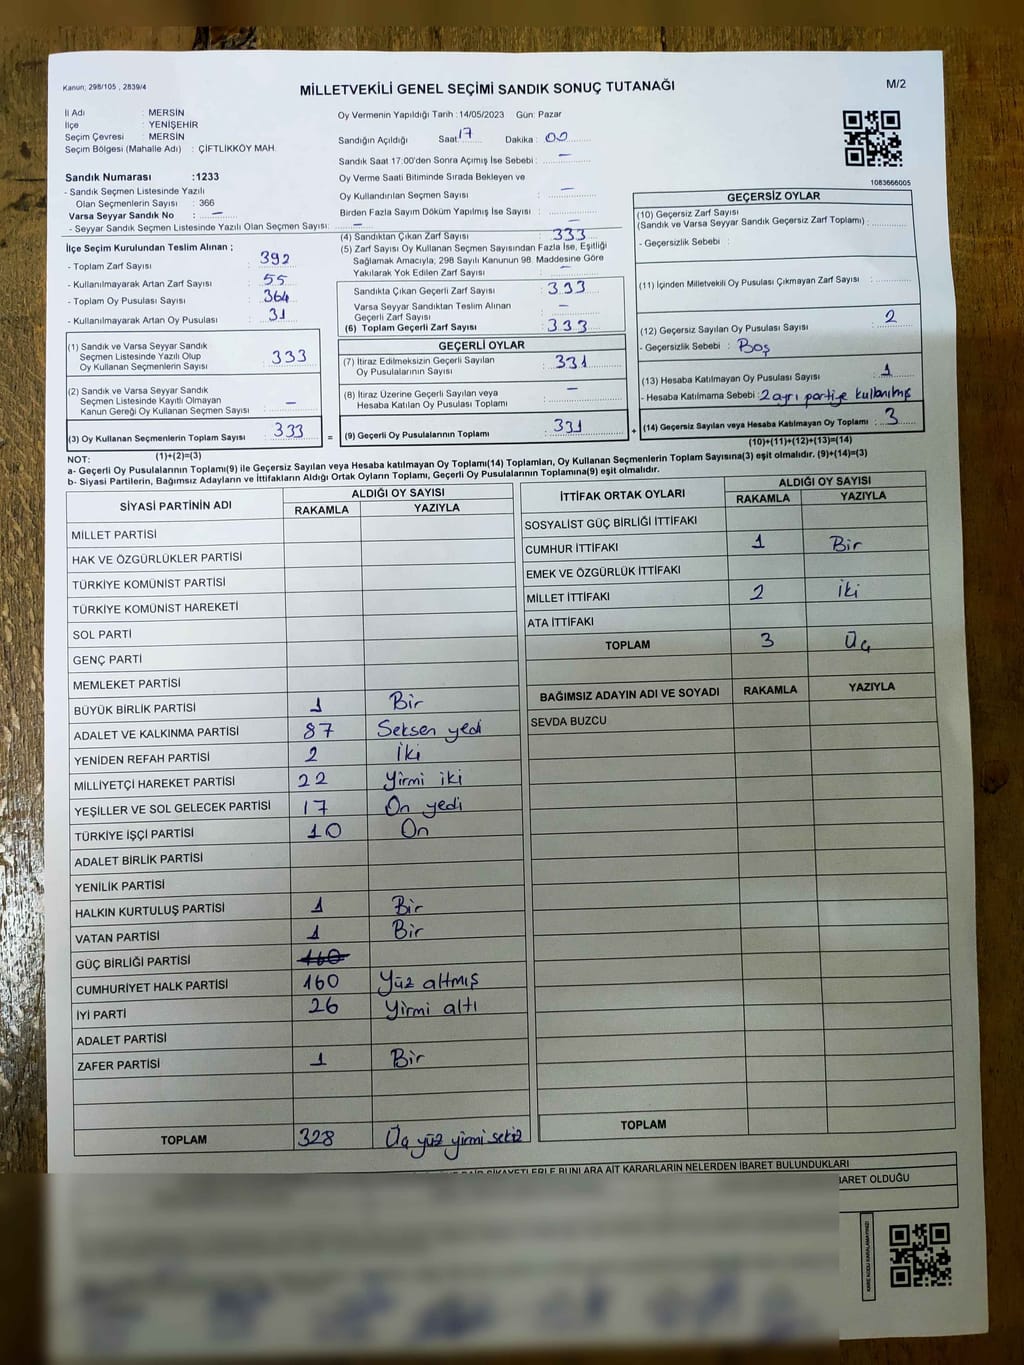 Kanun; 298/105 , 2839/4
MİLLETVEKİLİ GENEL SEÇİMİ SANDIK SONUÇ TUTANAĞI
M/2
İl Adı : MERSİN
İlçe : YENİŞEHİR
Seçim Çevresi : MERSİN
Seçim Bölgesi (Mahalle Adı) : ÇİFTLİKKÖY MAH.
Sandık Numarası :1233
- Sandık Seçmen Listesinde Yazılı
Olan Seçmenlerin Sayısı : 366
Varsa Seyyar Sandık No : –
- Seyyar Sandık Seçmen Listesinde Yazılı Olan Seçmen Sayısı: –
İlçe Seçim Kurulundan Teslim Alınan ;
- Toplam Zarf Sayısı : 392
- Kullanılmayarak Artan Zarf Sayısı : 55
- Toplam Oy Pusulası Sayısı : 364
- Kullanılmayarak Artan Oy Pusulası : 31
Oy Vermenin Yapıldığı Tarih : 14/05/2023 Gün: Pazar
Sandığın Açıldığı Saat: 17 Dakika : 00
Sandık Saat 17:00'den Sonra Açımış İse Sebebi : –
Oy Verme Saati Bitiminde Sırada Bekleyen ve
Oy Kullandırılan Seçmen Sayısı : –
Birden Fazla Sayım Döküm Yapılmış İse Sayısı : –
(4) Sandıktan Çıkan Zarf Sayısı : 333
(5) Zarf Sayısı Oy Kullanan Seçmen Sayısından Fazla İse, Eşitliği
Sağlamak Amacıyla; 298 Sayılı Kanunun 98. Maddesine Göre
Yakılarak Yok Edilen Zarf Sayısı : –
Sandıkta Çıkan Geçerli Zarf Sayısı : 333
Varsa Seyyar Sandıktan Teslim Alınan
Geçerli Zarf Sayısı : –
(6) Toplam Geçerli Zarf Sayısı : 333
1083666005
GEÇERSİZ OYLAR
(10) Geçersiz Zarf Sayısı
(Sandık ve Varsa Seyyar Sandık Geçersiz Zarf Toplamı) :
- Geçersizlik Sebebi :
(11) İçinden Milletvekili Oy Pusulası Çıkmayan Zarf Sayısı :
(12) Geçersiz Sayılan Oy Pusulası Sayısı : 2
- Geçersizlik Sebebi : Boş
(13) Hesaba Katılmayan Oy Pusulası Sayısı : 1
- Hesaba Katılmama Sebebi : 2 ayrı partiye kullanılmış
(14) Geçersiz Sayılan veya Hesaba Katılmayan Oy Toplamı : 3
(10)+(11)+(12)+(13)=(14)
(1) Sandık ve Varsa Seyyar Sandık
Seçmen Listesinde Yazılı Olup
Oy Kullanan Seçmenlerin Sayısı : 333
(2) Sandık ve Varsa Seyyar Sandık
Seçmen Listesinde Kayıtlı Olmayan
Kanun Gereği Oy Kullanan Seçmen Sayısı : –
(3) Oy Kullanan Seçmenlerin Toplam Sayısı : 333
=
GEÇERLİ OYLAR
(7) İtiraz Edilmeksizin Geçerli Sayılan
Oy Pusulalarının Sayısı : 331
(8) İtiraz Üzerine Geçerli Sayılan veya
Hesaba Katılan Oy Pusulası Toplamı : –
(9) Geçerli Oy Pusulalarının Toplamı : 331
+
NOT: (1)+(2)=(3)
a- Geçerli Oy Pusulalarının Toplamı(9) ile Geçersiz Sayılan veya Hesaba katılmayan Oy Toplamı(14) Toplamları, Oy Kullanan Seçmenlerin Toplam Sayısına(3) eşit olmalıdır. (9)+(14)=(3)
b- Siyasi Partilerin, Bağımsız Adayların ve İttifakların Aldığı Ortak Oyların Toplamı, Geçerli Oy Pusulalarının Toplamına(9) eşit olmalıdır.
SİYASİ PARTİNİN ADI
ALDIĞI OY SAYISI
RAKAMLA YAZIYLA
MİLLET PARTİSİ
HAK VE ÖZGÜRLÜKLER PARTİSİ
TÜRKİYE KOMÜNİST PARTİSİ
TÜRKİYE KOMÜNİST HAREKETİ
SOL PARTİ
GENÇ PARTİ
MEMLEKET PARTİSİ
BÜYÜK BİRLİK PARTİSİ 1 Bir
ADALET VE KALKINMA PARTİSİ 87 Seksen yedi
YENİDEN REFAH PARTİSİ 2 İki
MİLLİYETÇİ HAREKET PARTİSİ 22 Yirmi iki
YEŞİLLER VE SOL GELECEK PARTİSİ 17 On yedi
TÜRKİYE İŞÇİ PARTİSİ 10 On
ADALET BİRLİK PARTİSİ
YENİLİK PARTİSİ
HALKIN KURTULUŞ PARTİSİ 1 Bir
VATAN PARTİSİ 1 Bir
GÜÇ BİRLİĞİ PARTİSİ 160
CUMHURİYET HALK PARTİSİ 160 Yüz altmış
İYİ PARTİ 26 Yirmi altı
ADALET PARTİSİ
ZAFER PARTİSİ 1 Bir
TOPLAM 328 Üç yüz yirmi sekiz
İTTİFAK ORTAK OYLARI
ALDIĞI OY SAYISI
RAKAMLA YAZIYLA
SOSYALİST GÜÇ BİRLİĞİ İTTİFAKI
CUMHUR İTTİFAKI 1 Bir
EMEK VE ÖZGÜRLÜK İTTİFAKI
MİLLET İTTİFAKI 2 İki
ATA İTTİFAKI
TOPLAM 3 Üç
BAĞIMSIZ ADAYIN ADI VE SOYADI RAKAMLA YAZIYLA
SEVDA BUZCU
TOPLAM
ŞİKAYETLERLE BUNLARA AİT KARARLARIN NELERDEN İBARET BULUNDUKLARI
İBARET OLDUĞU
KARE KODU KARALAMAYINIZ!